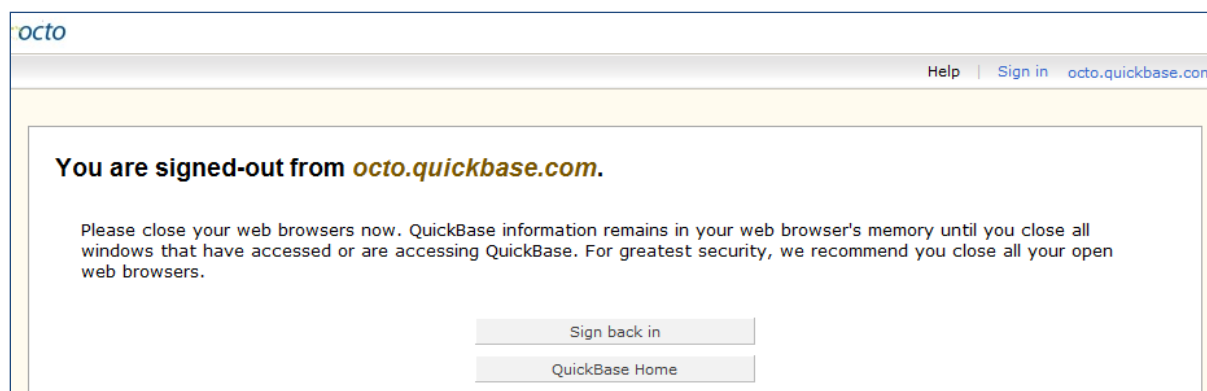 octo
Help | Sign in octo.quickbase.com
You are signed-out from octo.quickbase.com.
Please close your web browsers now. QuickBase information remains in your web browser's memory until you close all
windows that have accessed or are accessing QuickBase. For greatest security, we recommend you close all your open
web browsers.
Sign back in
QuickBase Home